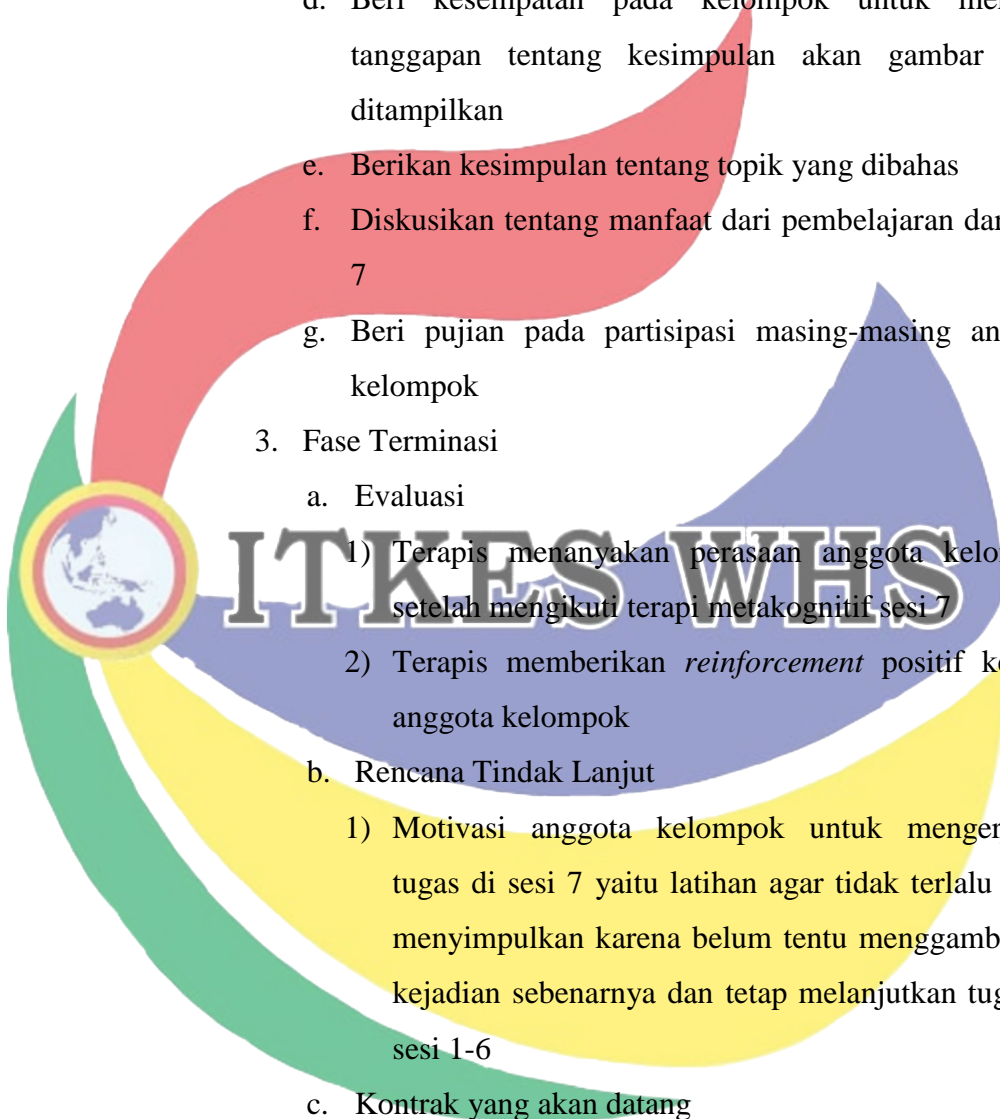 d. Beri kesempatan pada kelompok untuk
tanggapan tentang kesimpulan akan gambar
ditampilkan
e. Berikan kesimpulan tentang topik yang dibahas
f. Diskusikan tentang manfaat dari pembelajaran
7
g. Beri pujian pada partisipasi masing-masing
kelompok
3. Fase Terminasi
a. Evaluasi
1) Terapis menanyakan perasaan anggota
setelah mengikuti terapi metakognitif sesi 7
ITKES WHS
2) Terapis memberikan reinforcement positif
anggota kelompok
b. Rencana Tindak Lanjut
1) Motivasi anggota kelompok untuk
tugas di sesi 7 yaitu latihan agar tidak terlalu
menyimpulkan karena belum tentu
kejadian sebenarnya dan tetap melanjutkan
sesi 1-6
c. Kontrak yang akan datang